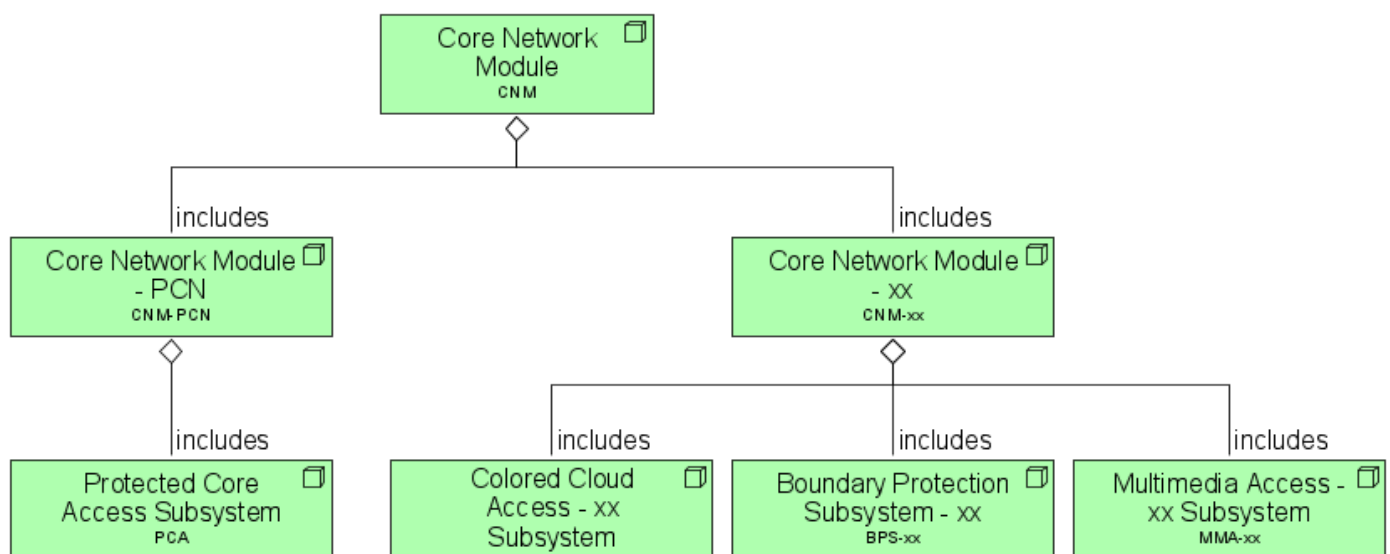 Core Network
Module
CNM
includes
includes
Core Network Module
- PCN
CNM-PCN
Core Network Module
- xx
CNM-xx
includes
includes
includes
includes
Protected Core
Access Subsystem
PCA
Colored Cloud
Access - xx
Subsystem
Boundary Protection
Subsystem - xx
BPS-xx
Multimedia Access -
xx Subsystem
MMA-xx